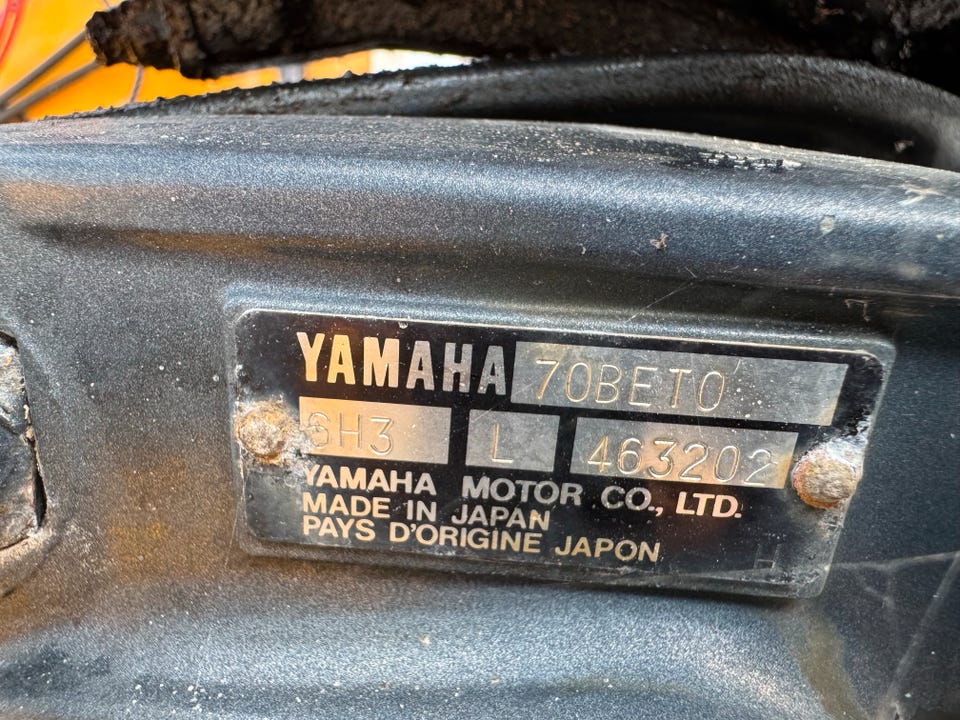 YAMAHA 70BETO
6H3 L 463202
YAMAHA MOTOR CO., LTD.
MADE IN JAPAN
PAYS D'ORIGINE JAPON H